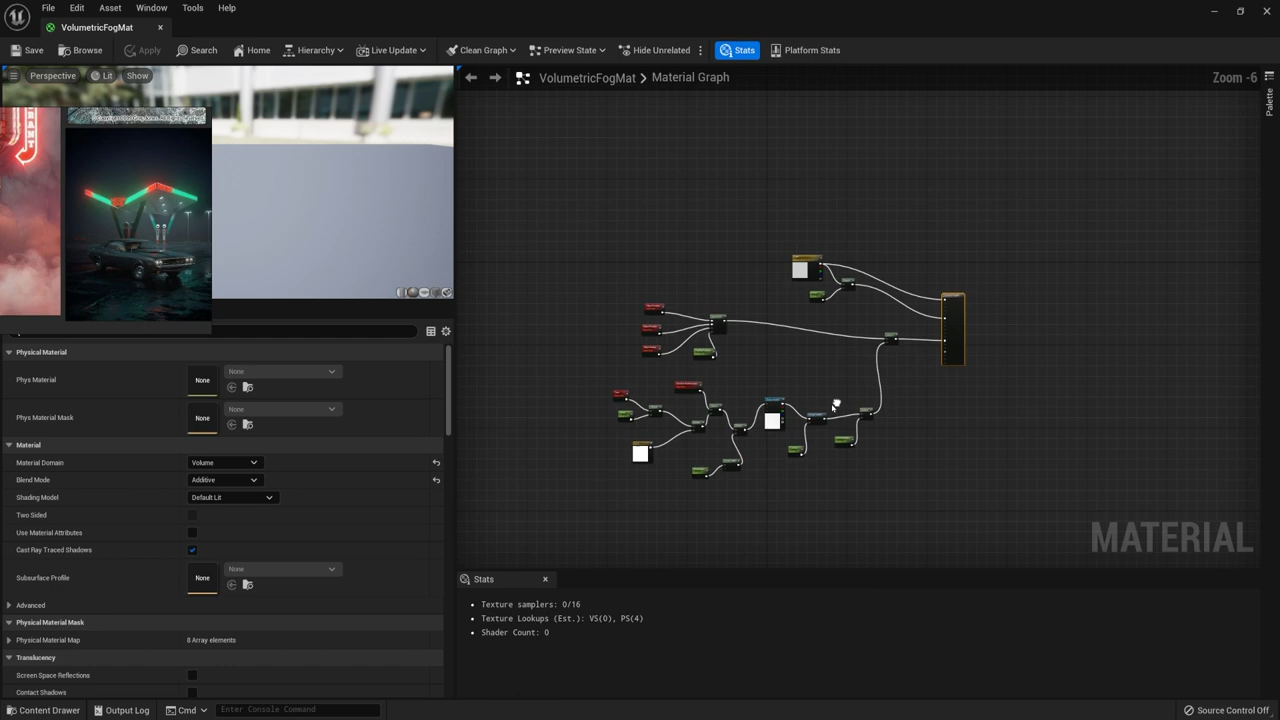 File Edit Asset Window Tools Help
VolumetricFogMat
Save Browse Apply Search Home Hierarchy Live Update Clean Graph Preview State Hide Unrelated Stats Platform Stats
Perspective Lit Show
VolumetricFogMat Material Graph Zoom -6
Palette
Physical Material
Phys Material
None
None
Phys Material Mask
None
None
Material
Material Domain
Volume
Blend Mode
Additive
Shading Model
Default Lit
Two Sided
Use Material Attributes
Cast Ray Traced Shadows
Subsurface Profile
None
None
Advanced
Physical Material Mask
Physical Material Map
8 Array elements
Translucency
Screen Space Reflections
Contact Shadows
MATERIAL
Stats
Texture samplers: 0/16
Texture Lookups (Est.): VS(0), PS(4)
Shader Count: 0
Content Drawer Output Log Cmd Enter Console Command Source Control Off